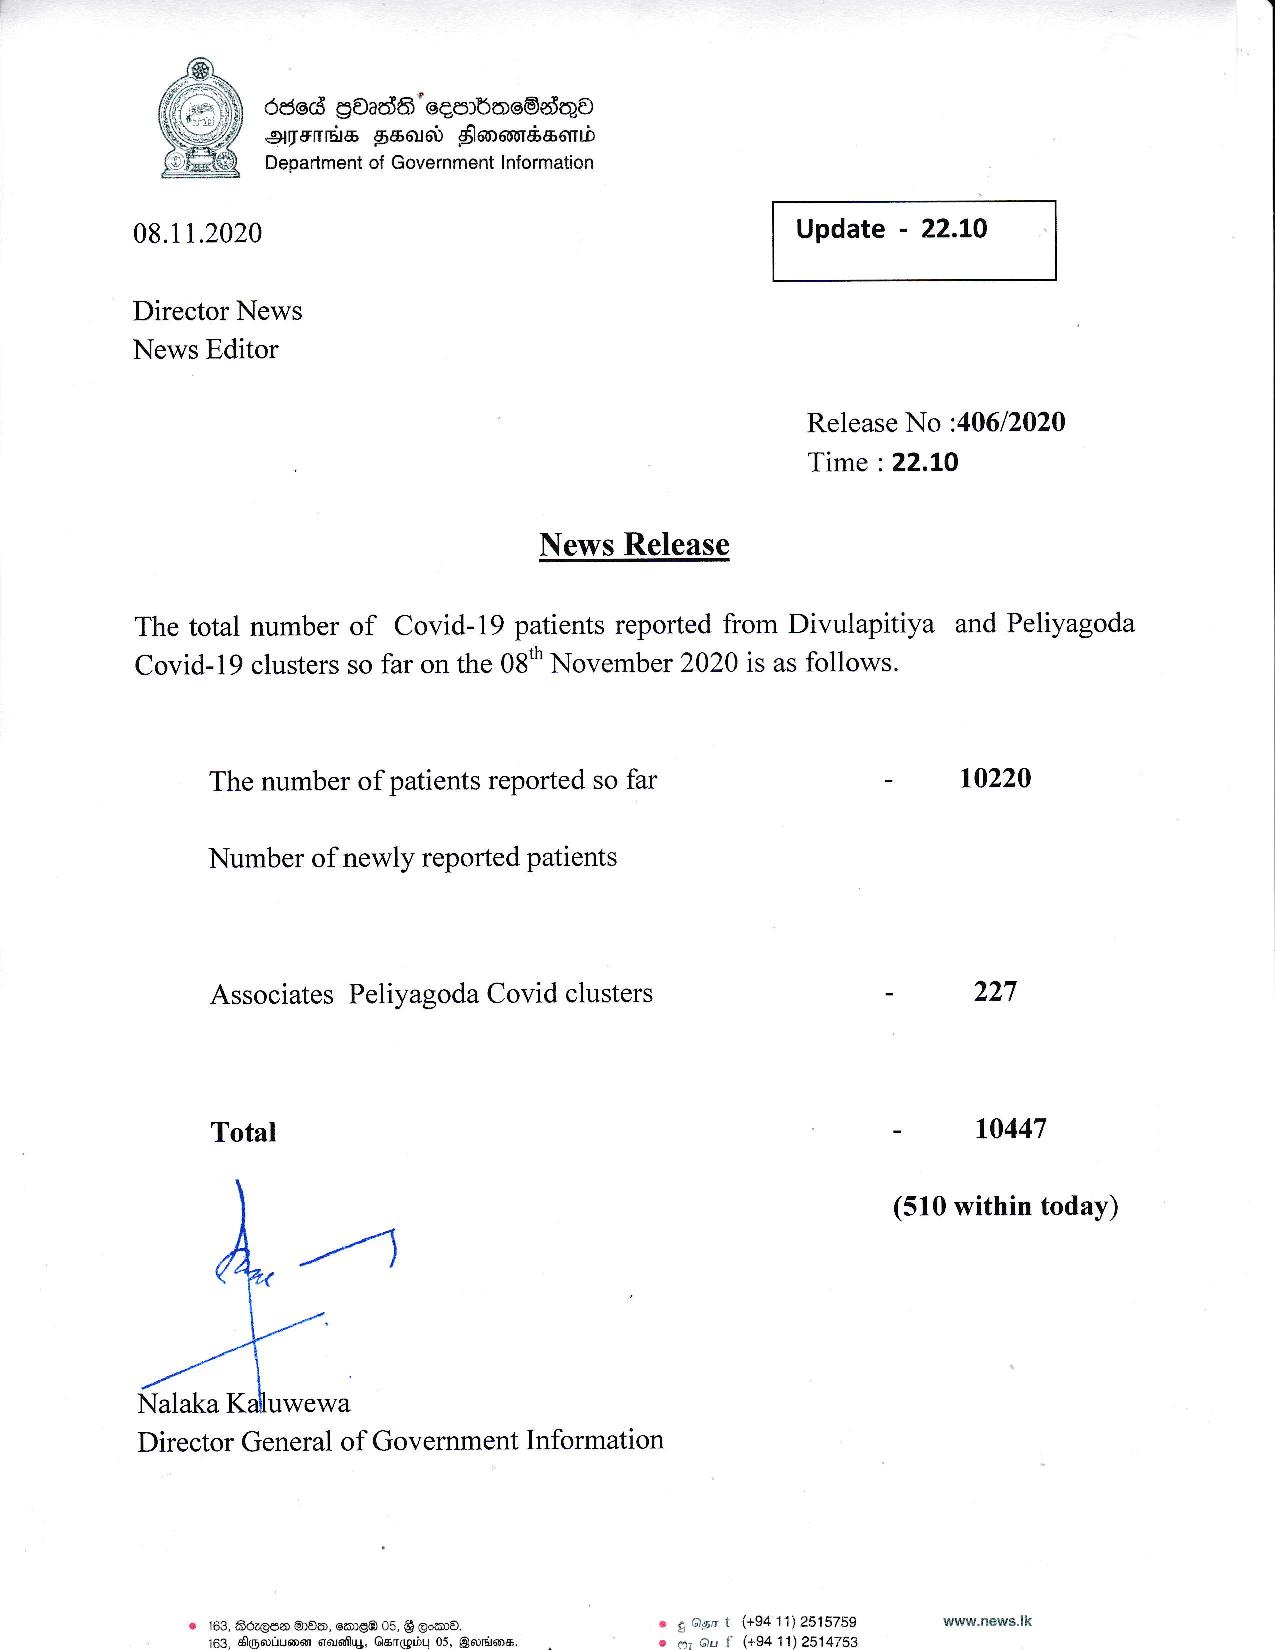 රජයේ ප්‍රවෘත්ති දෙපාර්තමේන්තුව
அரசாங்க தகவல் திணைக்களம்
Department of Government Information
08.11.2020
Update - 22.10
Director News
News Editor
Release No :406/2020
Time : 22.10
News Release
The total number of Covid-19 patients reported from Divulapitiya and Peliyagoda
Covid-19 clusters so far on the 08th November 2020 is as follows.
The number of patients reported so far - 10220
Number of newly reported patients
Associates Peliyagoda Covid clusters - 227
Total - 10447
(510 within today)
Nalaka Kaluwewa
Director General of Government Information
163, කිරුළපන මාවත, කොළඹ 05, ශ්‍රී ලංකාව.
දු தொ t (+94 11) 2515759
www.news.lk
163, கிருலப்பனை எவனியூ, கொழும்பு 05, இலங்கை.
ෆැ பெ f (+94 11) 2514753